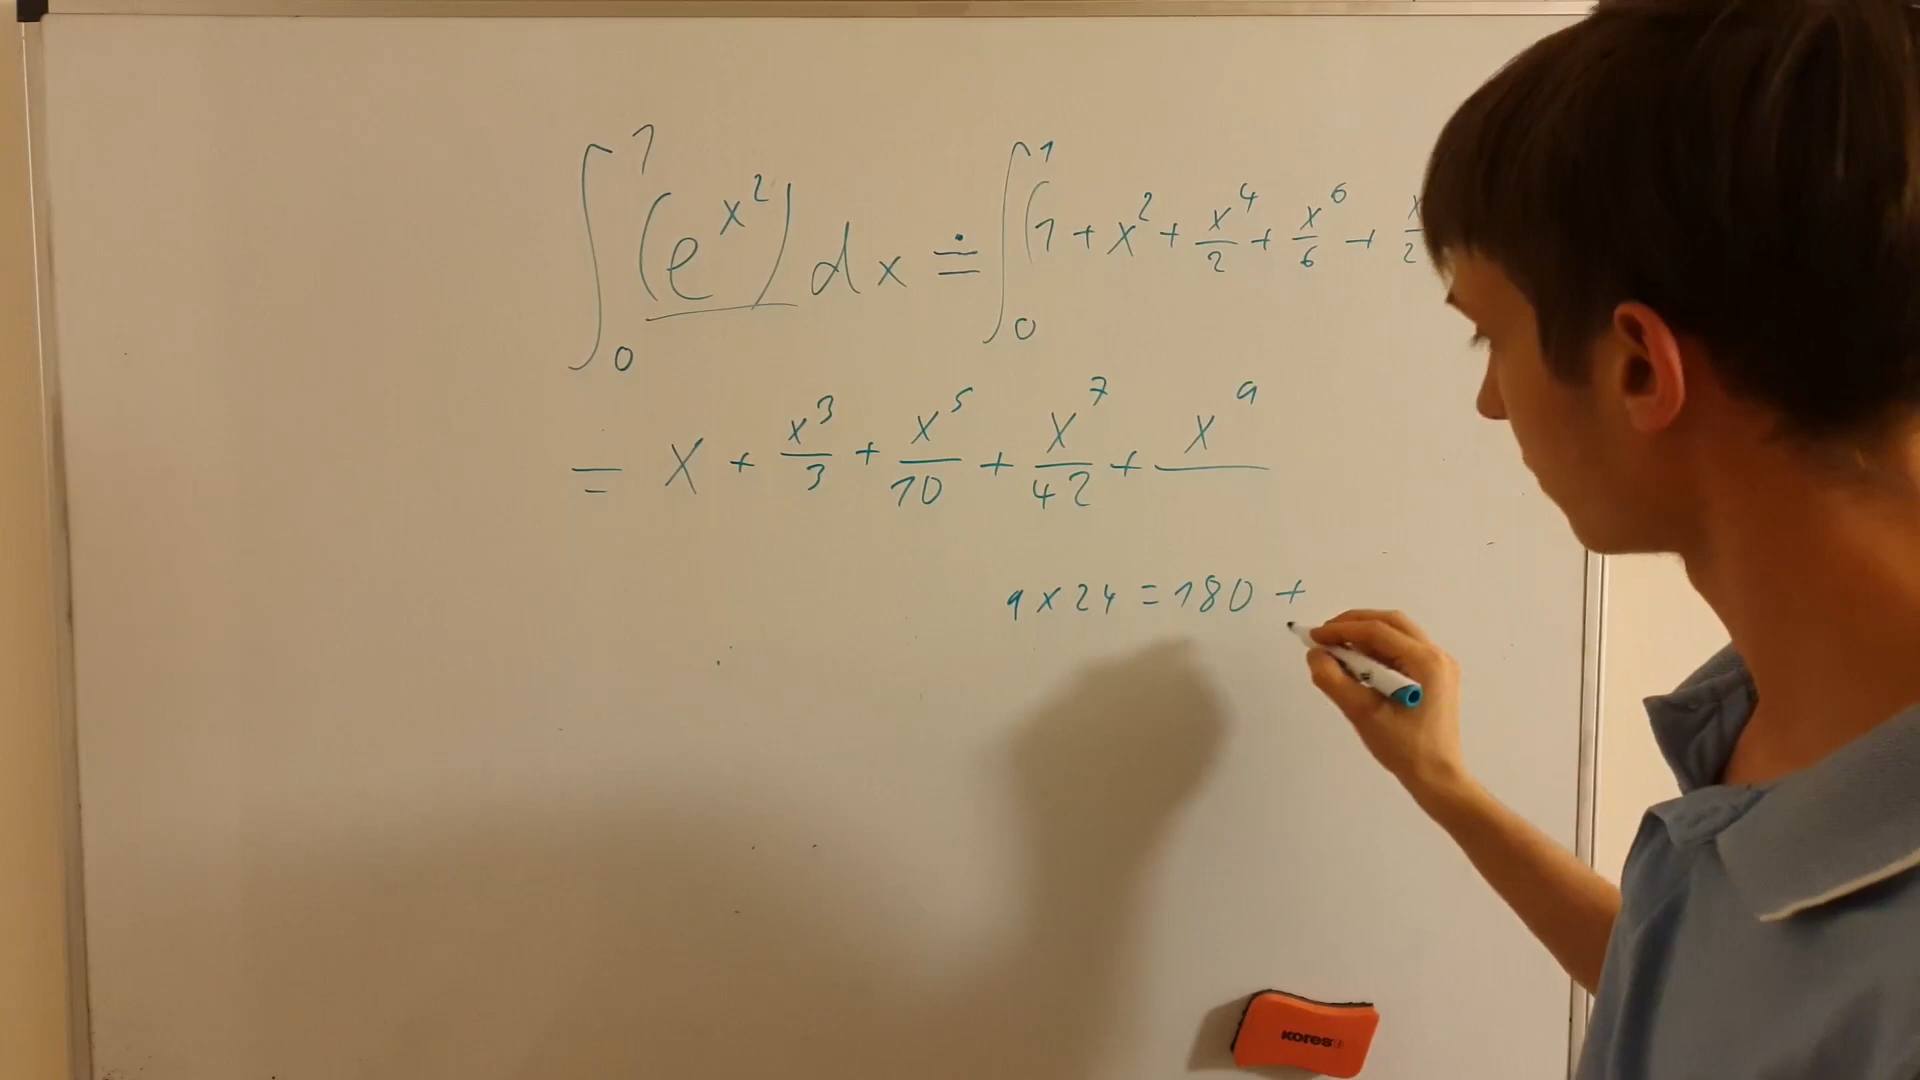 ∫₀¹ (e^{x²}) dx ≐ ∫₀¹ (1 + x² + x⁴/2 + x⁶/6 + x/2
= x + x³/3 + x⁵/10 + x⁷/42 + x⁹/
9 x 24 = 180 +
KORES